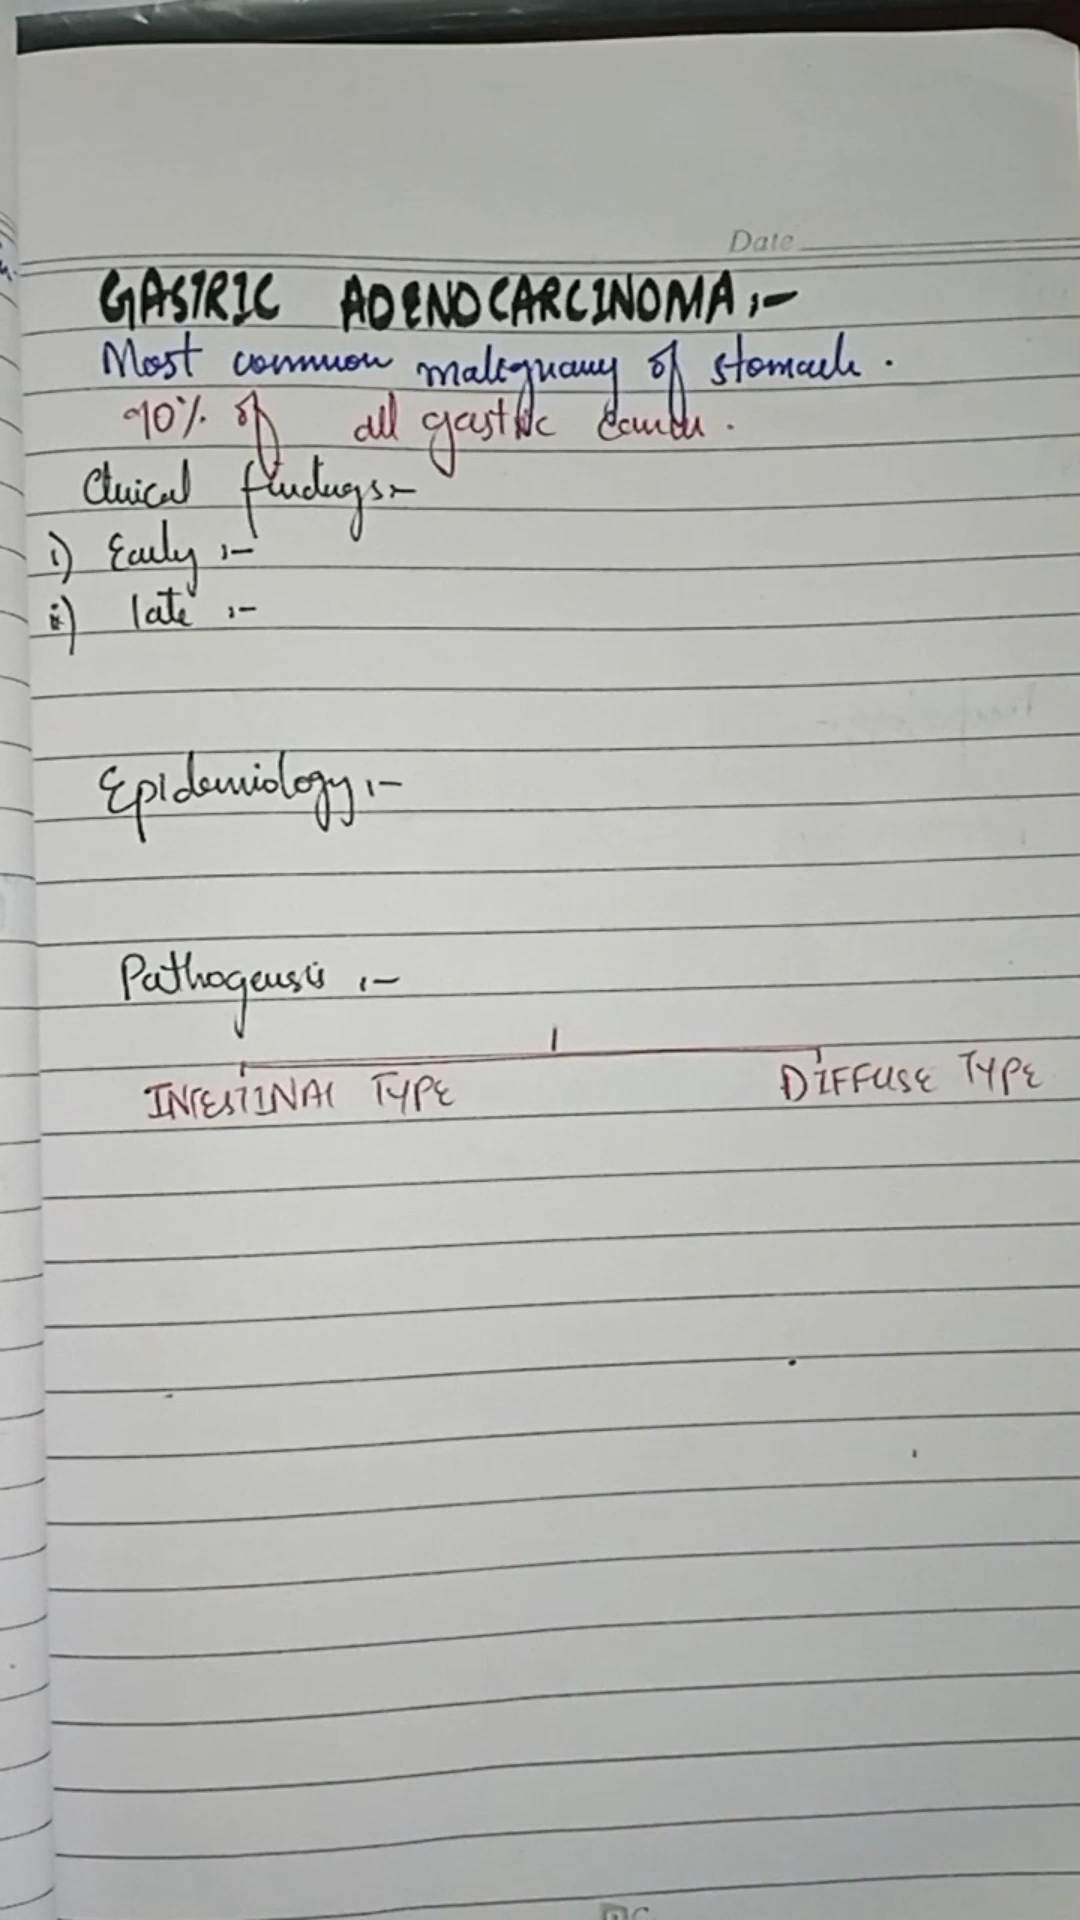 Date
GASTRIC ADENOCARCINOMA :-
Most common malignancy of stomach.
90% of all gastric cancer.
Clinical findings:-
i) Early :-
ii) late :-
Epidemiology :-
Pathogensis :-
INTESTINAL TYPE DIFFUSE TYPE